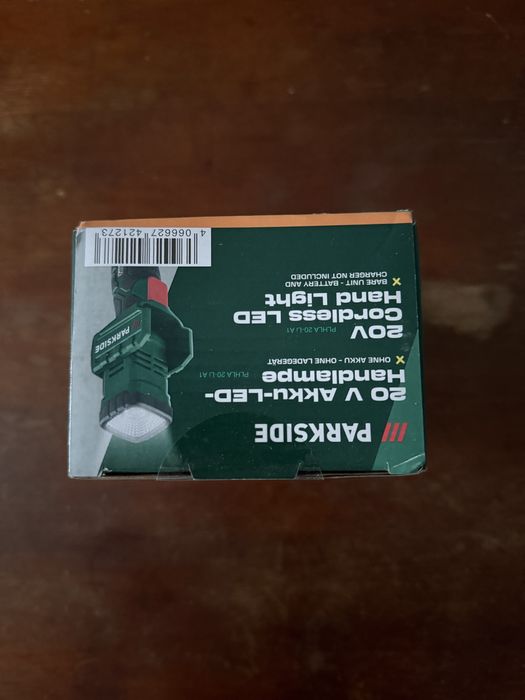 /// PARKSIDE
20 V Akku-LED-
Handlampe
PLHLA 20-Li A1
x OHNE AKKU - OHNE LADEGERÄT
20V
Cordless LED
Hand Light
PLHLA 20-Li A1
x BARE UNIT - BATTERY AND
CHARGER NOT INCLUDED
PARKSIDE
4 066627 421273